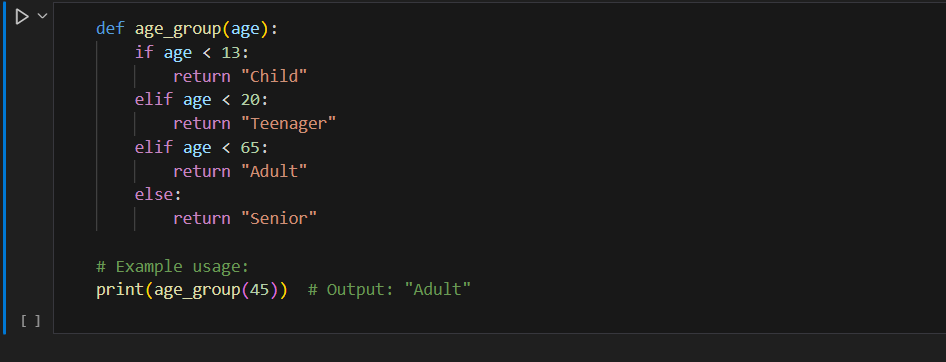 def age_group(age):
    if age < 13:
        return "Child"
    elif age < 20:
        return "Teenager"
    elif age < 65:
        return "Adult"
    else:
        return "Senior"

# Example usage:
print(age_group(45))  # Output: "Adult"
[ ]